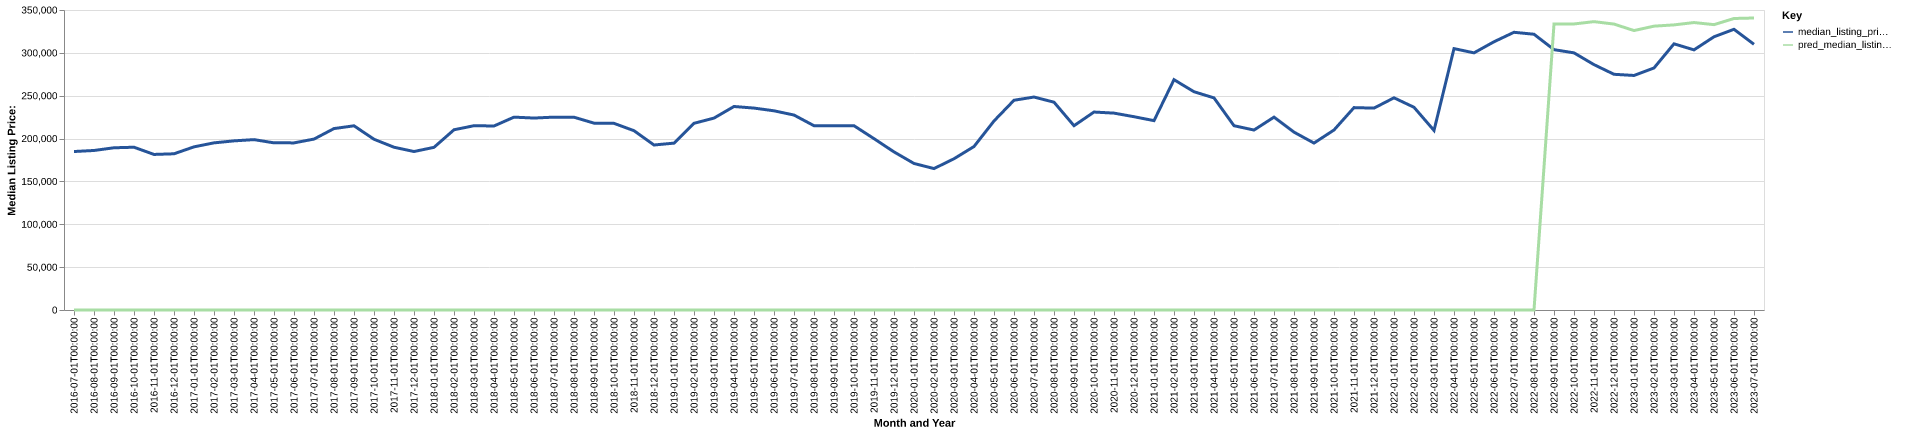 350,000
300,000
250,000
200,000
150,000
100,000
50,000
0
Median Listing Price:
2016-07-01T00:00:00
2016-08-01T00:00:00
2016-09-01T00:00:00
2016-10-01T00:00:00
2016-11-01T00:00:00
2016-12-01T00:00:00
2017-01-01T00:00:00
2017-02-01T00:00:00
2017-03-01T00:00:00
2017-04-01T00:00:00
2017-05-01T00:00:00
2017-06-01T00:00:00
2017-07-01T00:00:00
2017-08-01T00:00:00
2017-09-01T00:00:00
2017-10-01T00:00:00
2017-11-01T00:00:00
2017-12-01T00:00:00
2018-01-01T00:00:00
2018-02-01T00:00:00
2018-03-01T00:00:00
2018-04-01T00:00:00
2018-05-01T00:00:00
2018-06-01T00:00:00
2018-07-01T00:00:00
2018-08-01T00:00:00
2018-09-01T00:00:00
2018-10-01T00:00:00
2018-11-01T00:00:00
2018-12-01T00:00:00
2019-01-01T00:00:00
2019-02-01T00:00:00
2019-03-01T00:00:00
2019-04-01T00:00:00
2019-05-01T00:00:00
2019-06-01T00:00:00
2019-07-01T00:00:00
2019-08-01T00:00:00
2019-09-01T00:00:00
2019-10-01T00:00:00
2019-11-01T00:00:00
2019-12-01T00:00:00
2020-01-01T00:00:00
2020-02-01T00:00:00
2020-03-01T00:00:00
2020-04-01T00:00:00
2020-05-01T00:00:00
2020-06-01T00:00:00
2020-07-01T00:00:00
2020-08-01T00:00:00
2020-09-01T00:00:00
2020-10-01T00:00:00
2020-11-01T00:00:00
2020-12-01T00:00:00
2021-01-01T00:00:00
2021-02-01T00:00:00
2021-03-01T00:00:00
2021-04-01T00:00:00
2021-05-01T00:00:00
2021-06-01T00:00:00
2021-07-01T00:00:00
2021-08-01T00:00:00
2021-09-01T00:00:00
2021-10-01T00:00:00
2021-11-01T00:00:00
2021-12-01T00:00:00
2022-01-01T00:00:00
2022-02-01T00:00:00
2022-03-01T00:00:00
2022-04-01T00:00:00
2022-05-01T00:00:00
2022-06-01T00:00:00
2022-07-01T00:00:00
2022-08-01T00:00:00
2022-09-01T00:00:00
2022-10-01T00:00:00
2022-11-01T00:00:00
2022-12-01T00:00:00
2023-01-01T00:00:00
2023-02-01T00:00:00
2023-03-01T00:00:00
2023-04-01T00:00:00
2023-05-01T00:00:00
2023-06-01T00:00:00
2023-07-01T00:00:00
Month and Year
Key
median_listing_pri…
pred_median_listin…